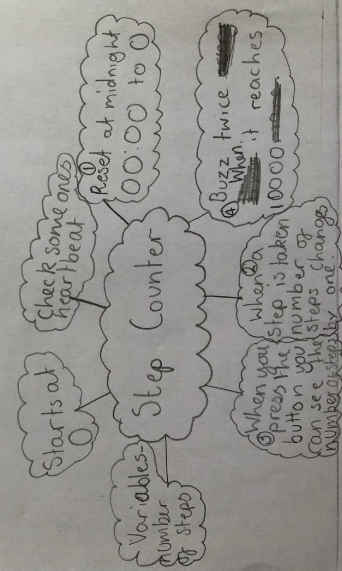 Variables-
number
of steps
Starts at
0
Check someones
heartbeat
① Reset at midnight
00:00 to 0
Step Counter
③ When you
press the
button you
can see the
number of steps
When a ②
step is taken
number of
steps change
by one.
Buzz twice
④ When it reaches
10000